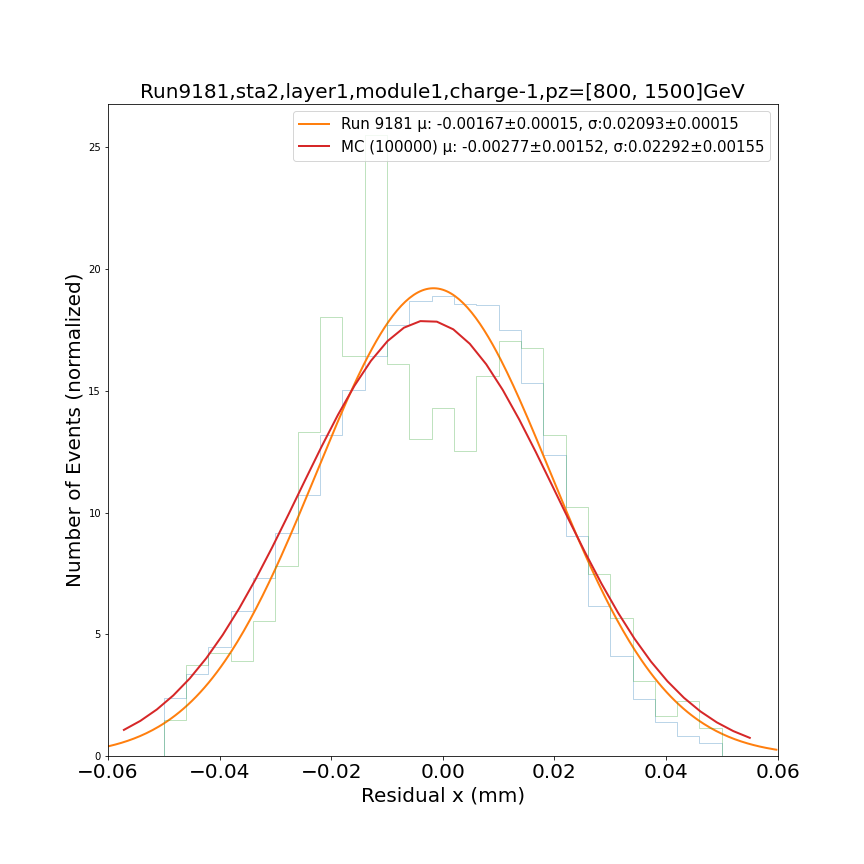 Run9181,sta2,layer1,module1,charge-1,pz=[800, 1500]GeV
Run 9181 μ: -0.00167±0.00015, σ:0.02093±0.00015
MC (100000) μ: -0.00277±0.00152, σ:0.02292±0.00155
25
20
15
10
5
0
Number of Events (normalized)
−0.06 −0.04 −0.02 0.00 0.02 0.04 0.06
Residual x (mm)